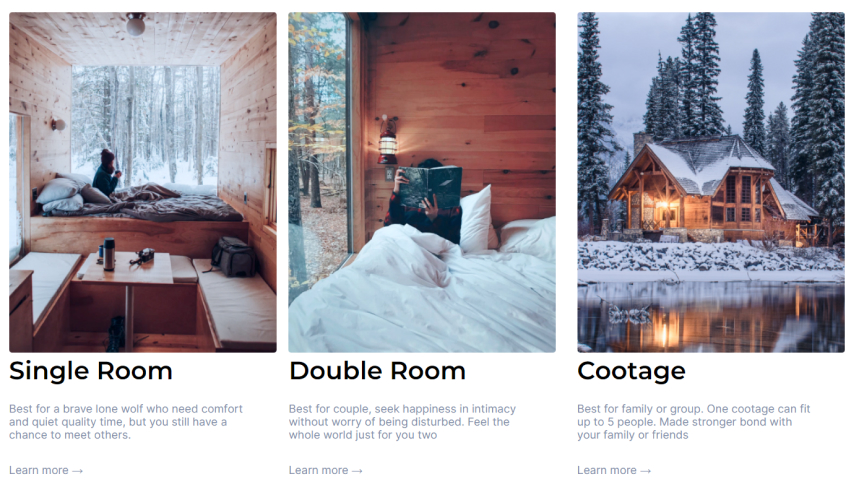 Single Room
Best for a brave lone wolf who need comfort
and quiet quality time, but you still have a
chance to meet others.
Learn more →
Double Room
Best for couple, seek happiness in intimacy
without worry of being disturbed. Feel the
whole world just for you two
Learn more →
Cootage
Best for family or group. One cootage can fit
up to 5 people. Made stronger bond with
your family or friends
Learn more →